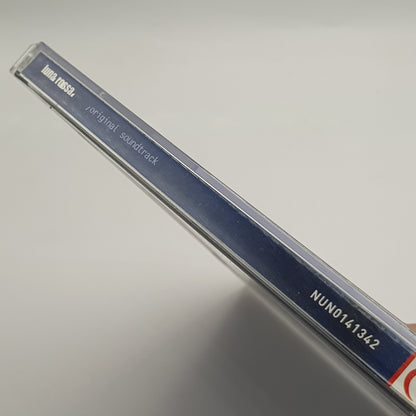 luna rossa.
/original soundtrack
NUN0141342